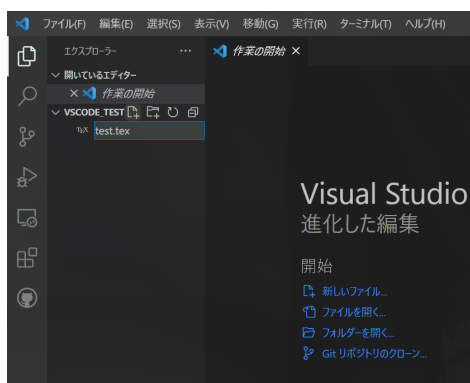 ファイル(F) 編集(E) 選択(S) 表示(V) 移動(G) 実行(R) ターミナル(T) ヘルプ(H)
エクスプローラー ...
作業の開始
開いているエディター
作業の開始
VSCODE_TEST
TEX test.tex
Visual Studio
進化した編集
開始
新しいファイル...
ファイルを開く...
フォルダーを開く...
Git リポジトリのクローン...